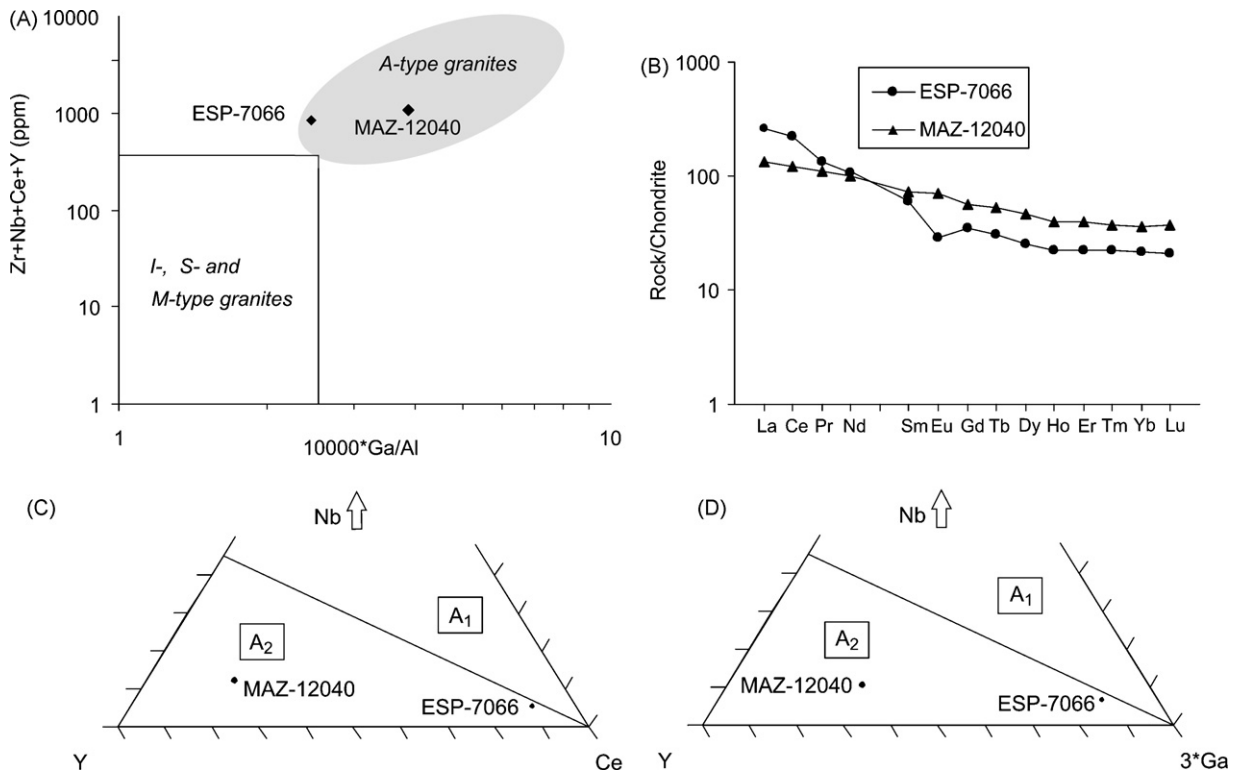 (A)
10000
1000
100
10
1
Zr+Nb+Ce+Y (ppm)
A-type granites
ESP-7066
MAZ-12040
I-, S- and
M-type granites
1
10
10000*Ga/Al
(B)
1000
100
10
1
Rock/Chondrite
ESP-7066
MAZ-12040
La Ce Pr Nd Sm Eu Gd Tb Dy Ho Er Tm Yb Lu
(C)
Nb
A1
A2
MAZ-12040
ESP-7066
Y
Ce
(D)
Nb
A1
A2
MAZ-12040
ESP-7066
Y
3*Ga